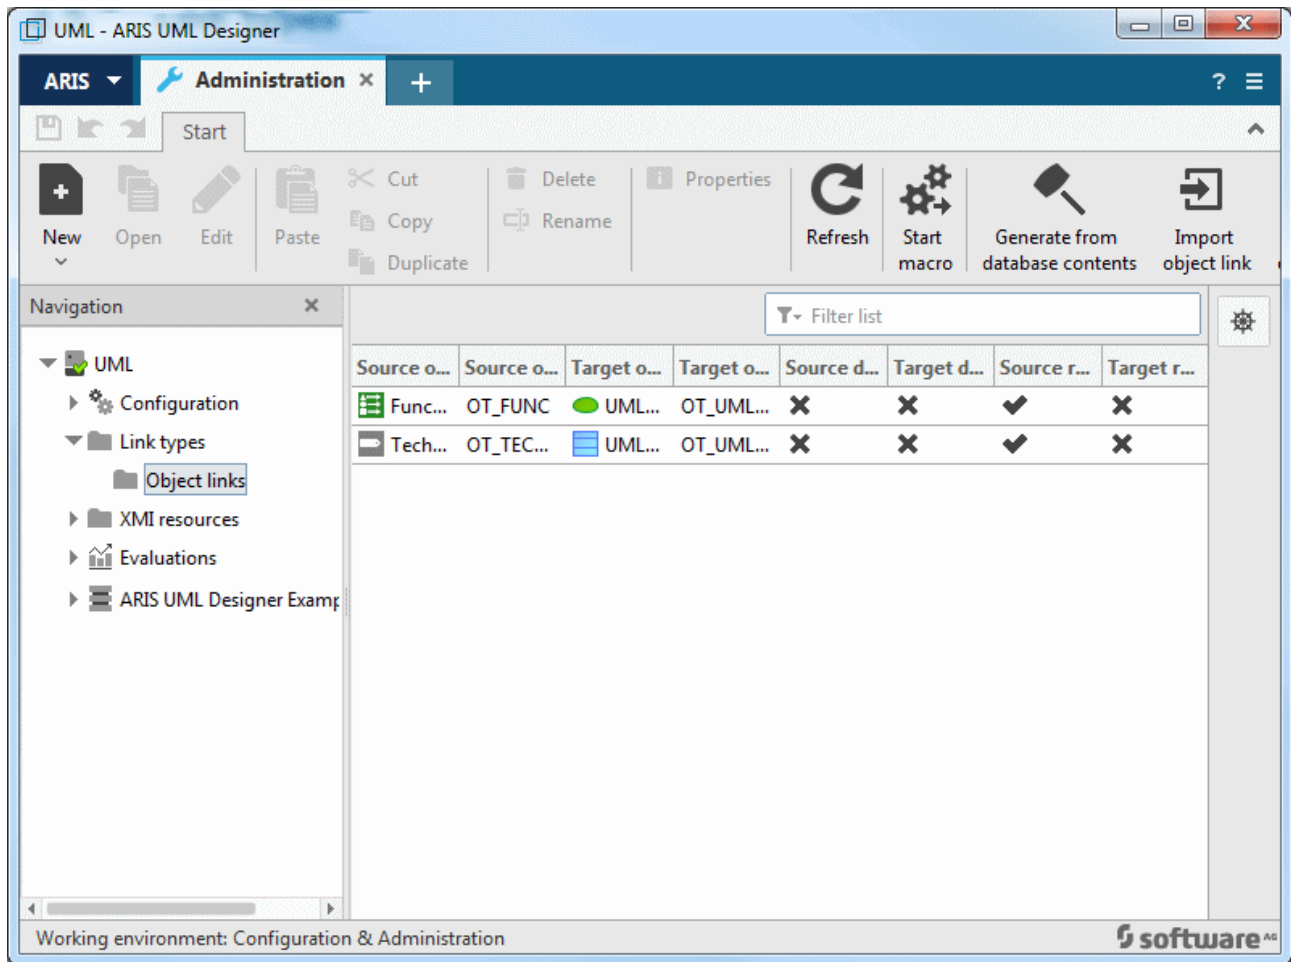 UML - ARIS UML Designer
ARIS Administration
Start
New Open Edit Paste
Cut
Copy
Duplicate
Delete
Rename
Properties
Refresh
Start
macro
Generate from
database contents
Import
object link
Navigation
Filter list
UML
Configuration
Link types
Object links
XMI resources
Evaluations
ARIS UML Designer Examp
Source o... Source o... Target o... Target o... Source d... Target d... Source r... Target r...
Func... OT_FUNC UML... OT_UML...
Tech... OT_TEC... UML... OT_UML...
Working environment: Configuration & Administration
software AG